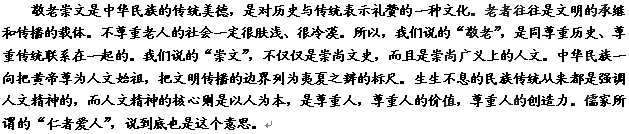 敬老崇文是中华民族的传统美德，是对历史与传统表示礼赞的一种文化。老者往往是文明的承继
和传播的载体。不尊重老人的社会一定很肤浅、很冷漠。所以，我们说的“敬老”，是同尊重历史、尊
重传统联系在一起的。我们说的“崇文”，不仅仅是崇尚文史，而且是崇尚广义上的人文。中华民族一
向把黄帝尊为人文始祖，把文明传播的边界列为夷夏之辨的标尺。生生不息的民族传统从来都是强调
人文精神的，而人文精神的核心则是以人为本，是尊重人，尊重人的价值，尊重人的创造力。儒家所
谓的“仁者爱人”，说到底也是这个意思。